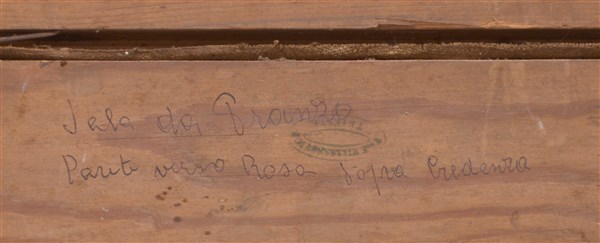 Sala da Pranzo
Parete verso Rosa Sopra Credenza